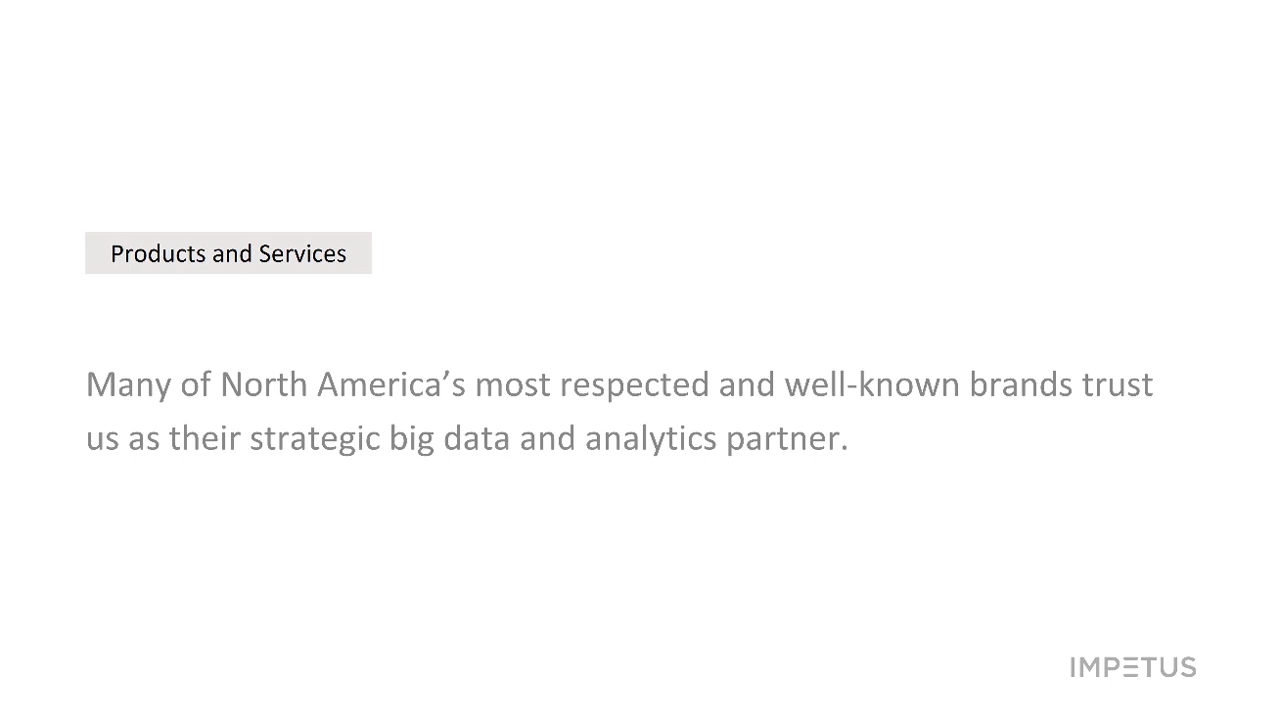 Products and Services
Many of North America’s most respected and well-known brands trust
us as their strategic big data and analytics partner.
IMPETUS